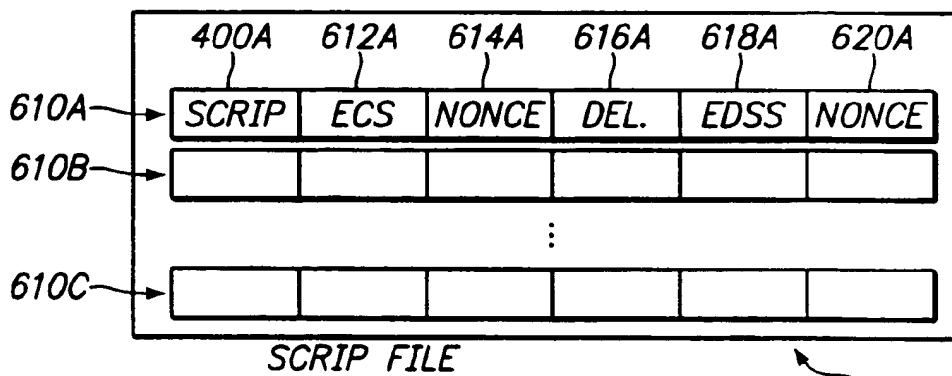 400A 612A 614A 616A 618A 620A
610A SCRIP ECS NONCE DEL. EDSS NONCE
610B
⋮
610C
SCRIP FILE